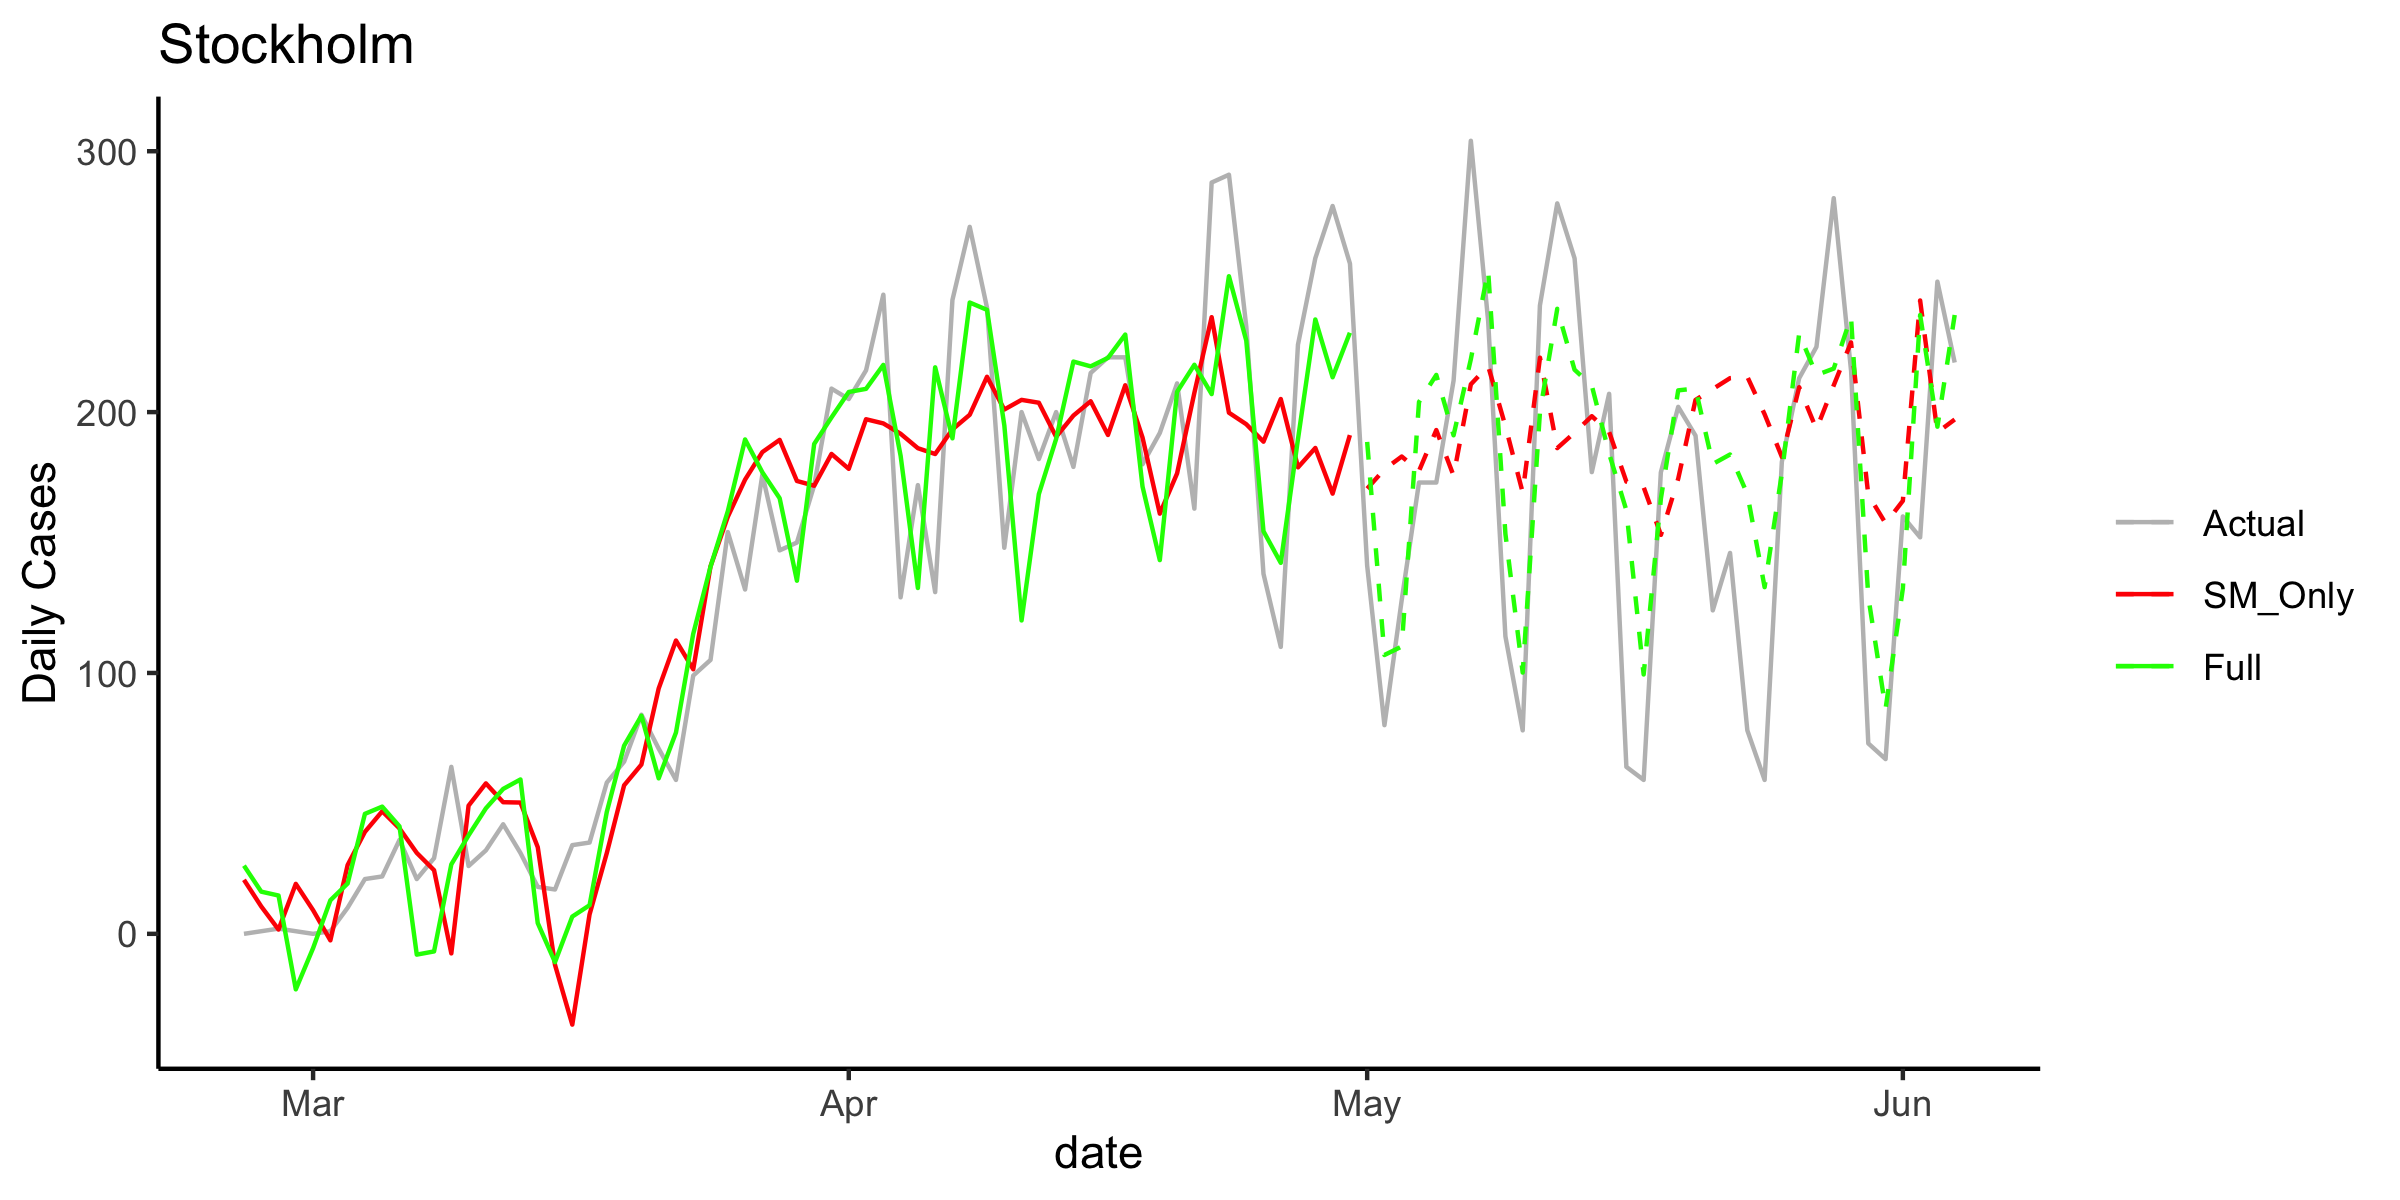 Stockholm
300
200
100
0
Daily Cases
Mar
Apr
May
Jun
date
Actual
SM_Only
Full